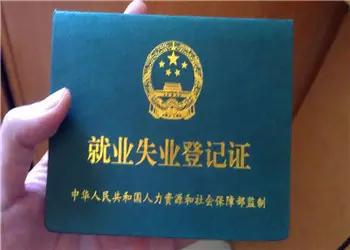 就业失业登记证
中华人民共和国人力资源和社会保障部监制